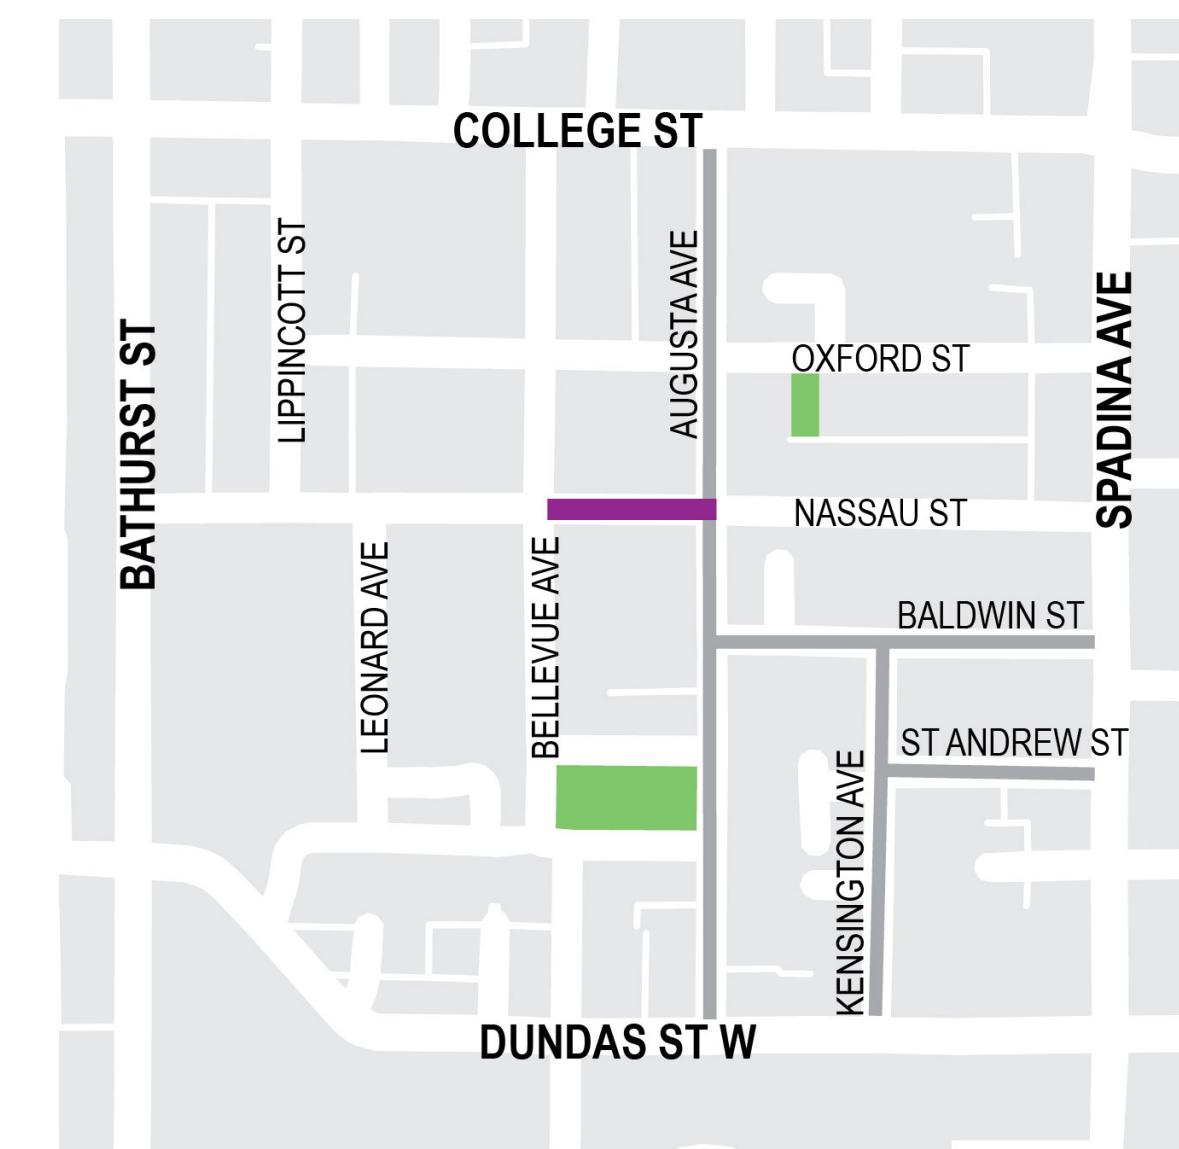 COLLEGE ST
LIPPINCOTT ST
AUGUSTA AVE
SPADINA AVE
BATHURST ST
OXFORD ST
NASSAU ST
LEONARD AVE
BELLEVUE AVE
BALDWIN ST
ST ANDREW ST
KENSINGTON AVE
DUNDAS ST W